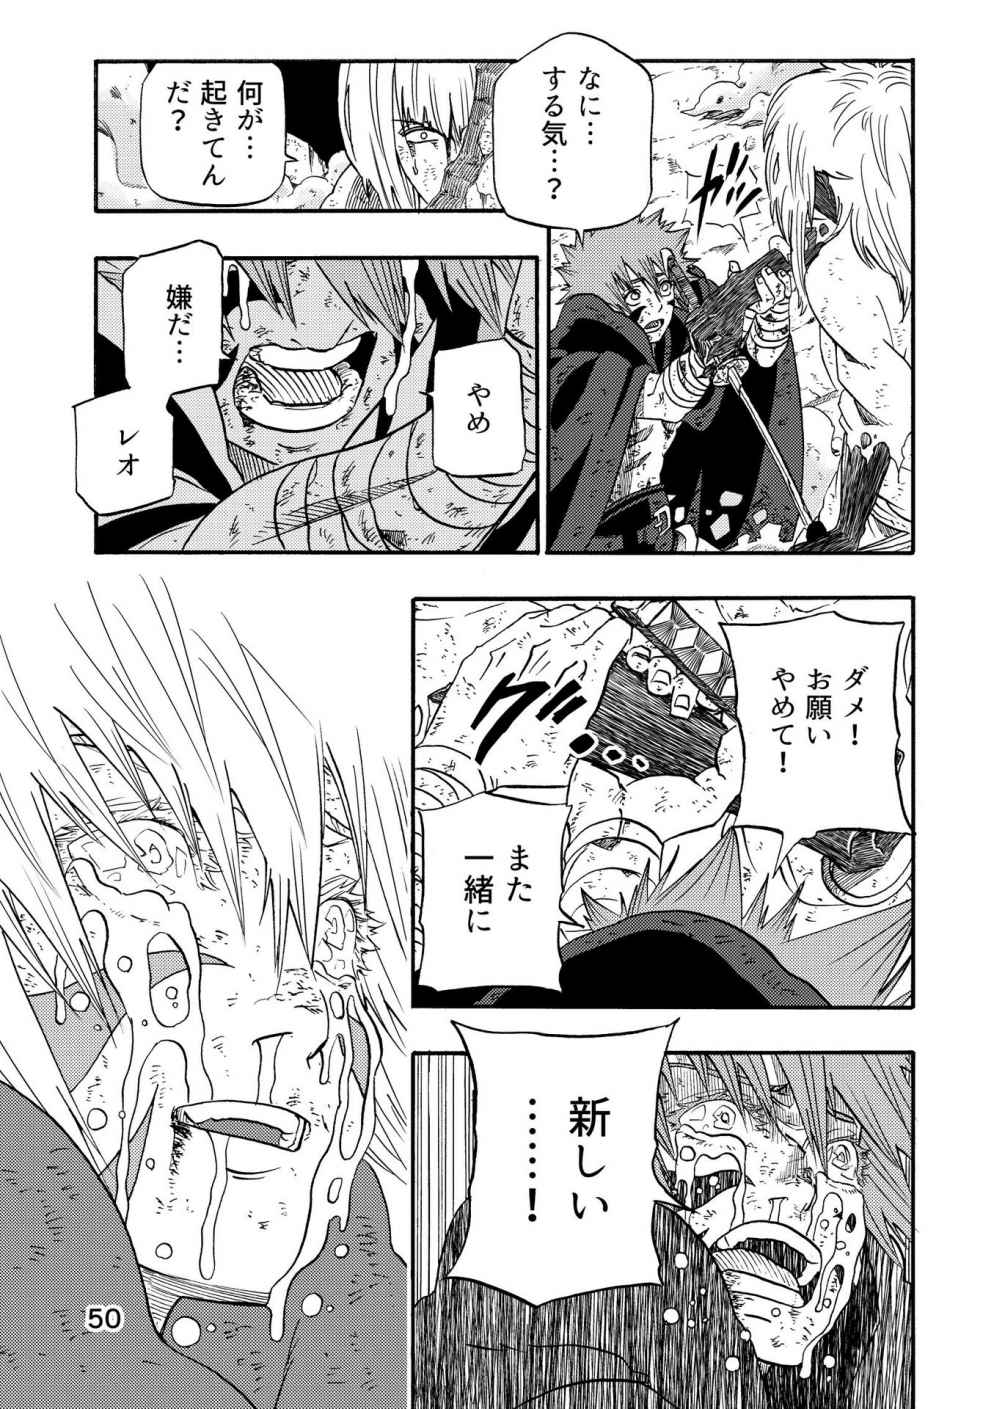 なに…
する気…？
ドッ
何が…
起きてん
だ？
やめ
嫌だ…
レオ
ダメ！
お願い
やめて！
グッ…
また
一緒に
新しい
……！
50